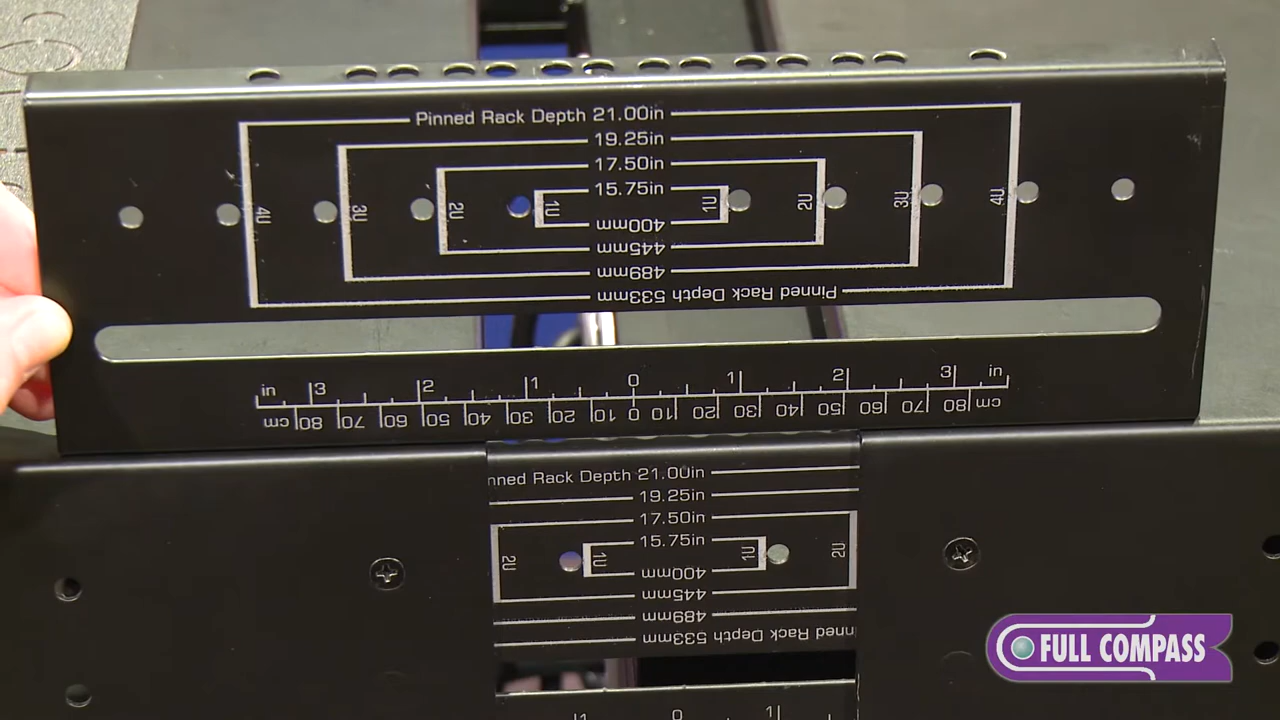 Pinned Rack Depth 21.00in
19.25in
17.50in
15.75in
4U 3U 2U 1U 1U 2U 3U 4U
400mm
445mm
489mm
Pinned Rack Depth 533mm
in 3 2 1 0 1 2 3 in
cm 80 70 60 50 40 30 20 10 0 10 20 30 40 50 60 70 80 cm
nned Rack Depth 21.00in
19.25in
17.50in
15.75in
2U 1U 1U 2U
400mm
445mm
489mm
inned Rack Depth 533mm
1 0 1
FULL COMPASS